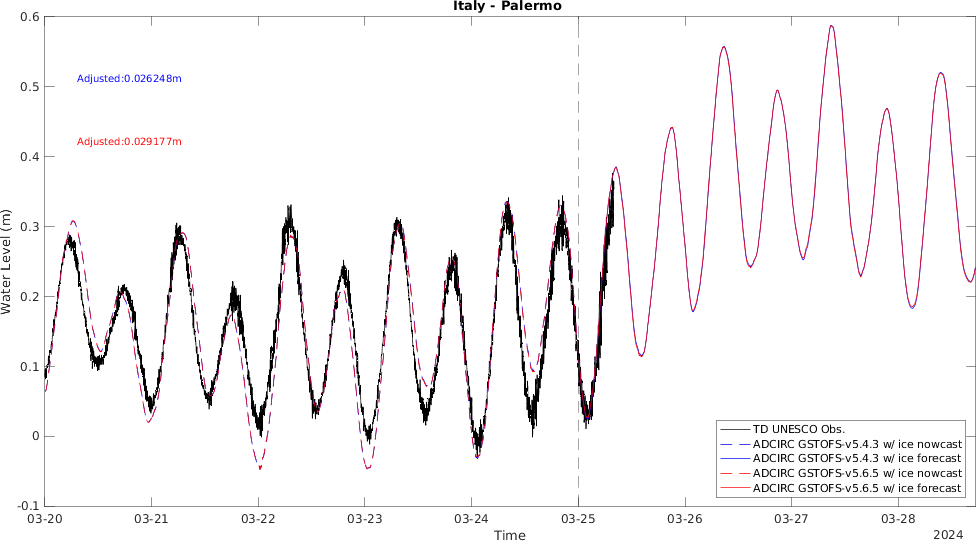 Italy - Palermo
0.6
0.5
0.4
0.3
0.2
0.1
0
-0.1
Water Level (m)
Adjusted:0.026248m
Adjusted:0.029177m
TD UNESCO Obs.
ADCIRC GSTOFS-v5.4.3 w/ ice nowcast
ADCIRC GSTOFS-v5.4.3 w/ ice forecast
ADCIRC GSTOFS-v5.6.5 w/ ice nowcast
ADCIRC GSTOFS-v5.6.5 w/ ice forecast
03-20 03-21 03-22 03-23 03-24 03-25 03-26 03-27 03-28
Time
2024